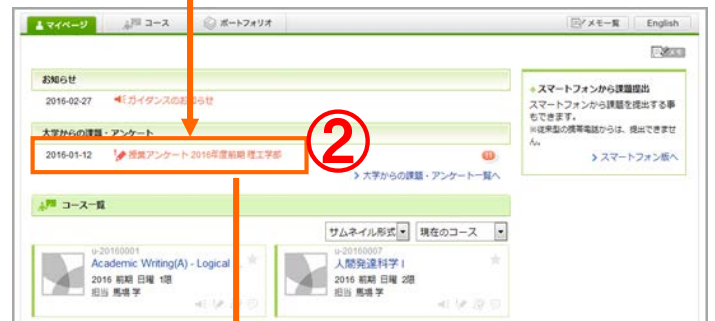 マイページ コース ポートフォリオ メモ一覧 English
メモ
お知らせ
2016-02-27 ガイダンスのお知らせ
大学からの課題・アンケート
2016-01-12 授業アンケート 2016年度前期 理工学部
②
> 大学からの課題・アンケート一覧へ
スマートフォンから課題提出
スマートフォンから課題を提出する事
もできます。
※従来型の携帯電話からは、提出できませ
ん。
> スマートフォン版へ
コース一覧
サムネイル形式 現在のコース
u-20160001
Academic Writing(A) - Logical
2016 前期 日曜 1限
担当 馬場 学
u-20160007
人間発達科学 I
2016 前期 日曜 2限
担当 馬場 学